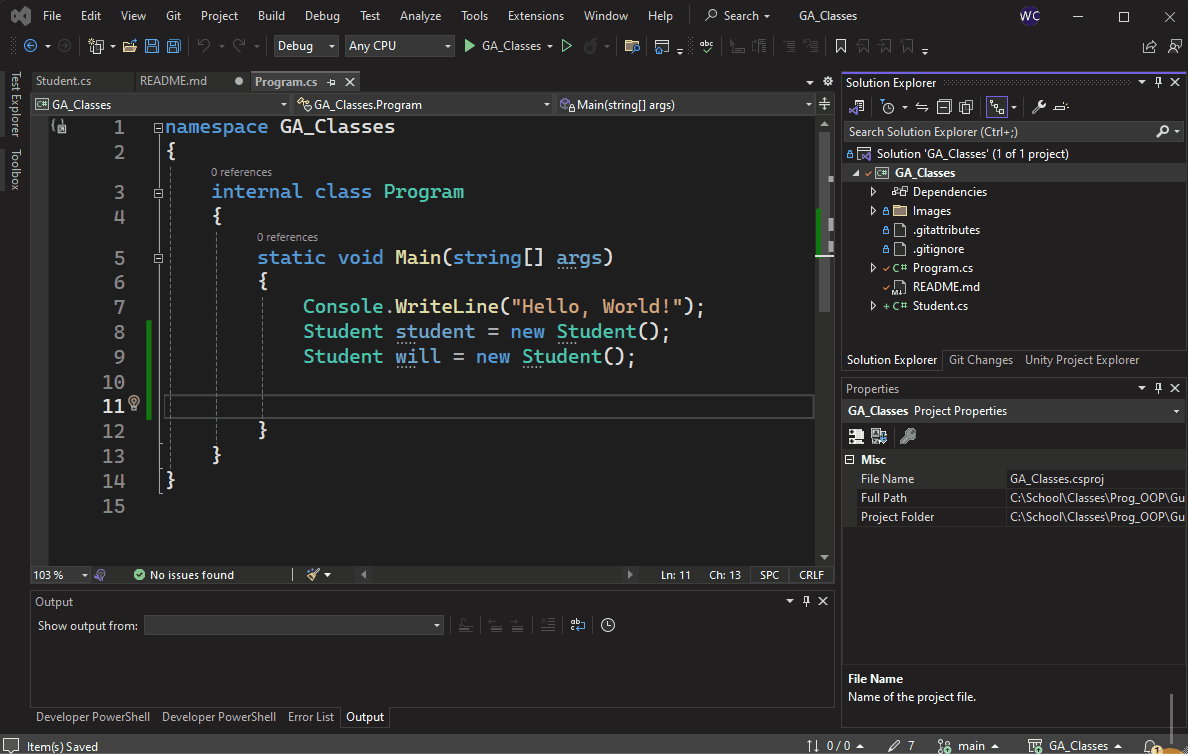 File Edit View Git Project Build Debug Test Analyze Tools Extensions Window Help Search GA_Classes WC
Debug Any CPU GA_Classes
Test Explorer
Toolbox
Student.cs README.md Program.cs
GA_Classes GA_Classes.Program Main(string[] args)
1 namespace GA_Classes
2 {
0 references
3 internal class Program
4 {
0 references
5 static void Main(string[] args)
6 {
7 Console.WriteLine("Hello, World!");
8 Student student = new Student();
9 Student will = new Student();
10
11
12 }
13 }
14 }
15
103 % No issues found Ln: 11 Ch: 13 SPC CRLF
Output
Show output from:
Developer PowerShell Developer PowerShell Error List Output
Solution Explorer
Search Solution Explorer (Ctrl+;)
Solution 'GA_Classes' (1 of 1 project)
C# GA_Classes
Dependencies
Images
.gitattributes
.gitignore
C# Program.cs
README.md
C# Student.cs
Solution Explorer Git Changes Unity Project Explorer
Properties
GA_Classes Project Properties
Misc
File Name GA_Classes.csproj
Full Path C:\School\Classes\Prog_OOP\Gu
Project Folder C:\School\Classes\Prog_OOP\Gu
File Name
Name of the project file.
Item(s) Saved 0 / 0 7 main GA_Classes 1